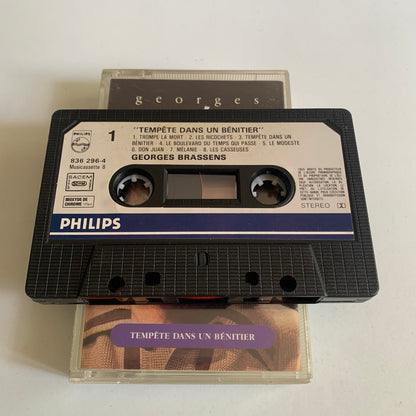 georges
PHILIPS
1
"TEMPÊTE DANS UN BÉNITIER"
1. TROMPE LA MORT · 2. LES RICOCHETS · 3. TEMPÊTE DANS UN
BÉNITIER · 4. LE BOULEVARD DU TEMPS QUI PASSE · 5. LE MODESTE
6. DON JUAN · 7. MÉLANIE · 8. LES CASSEUSES
GEORGES BRASSENS
836 296-4
Musicassette 8
SACEM
STEREO
PHILIPS
TEMPÊTE DANS UN BÉNITIER